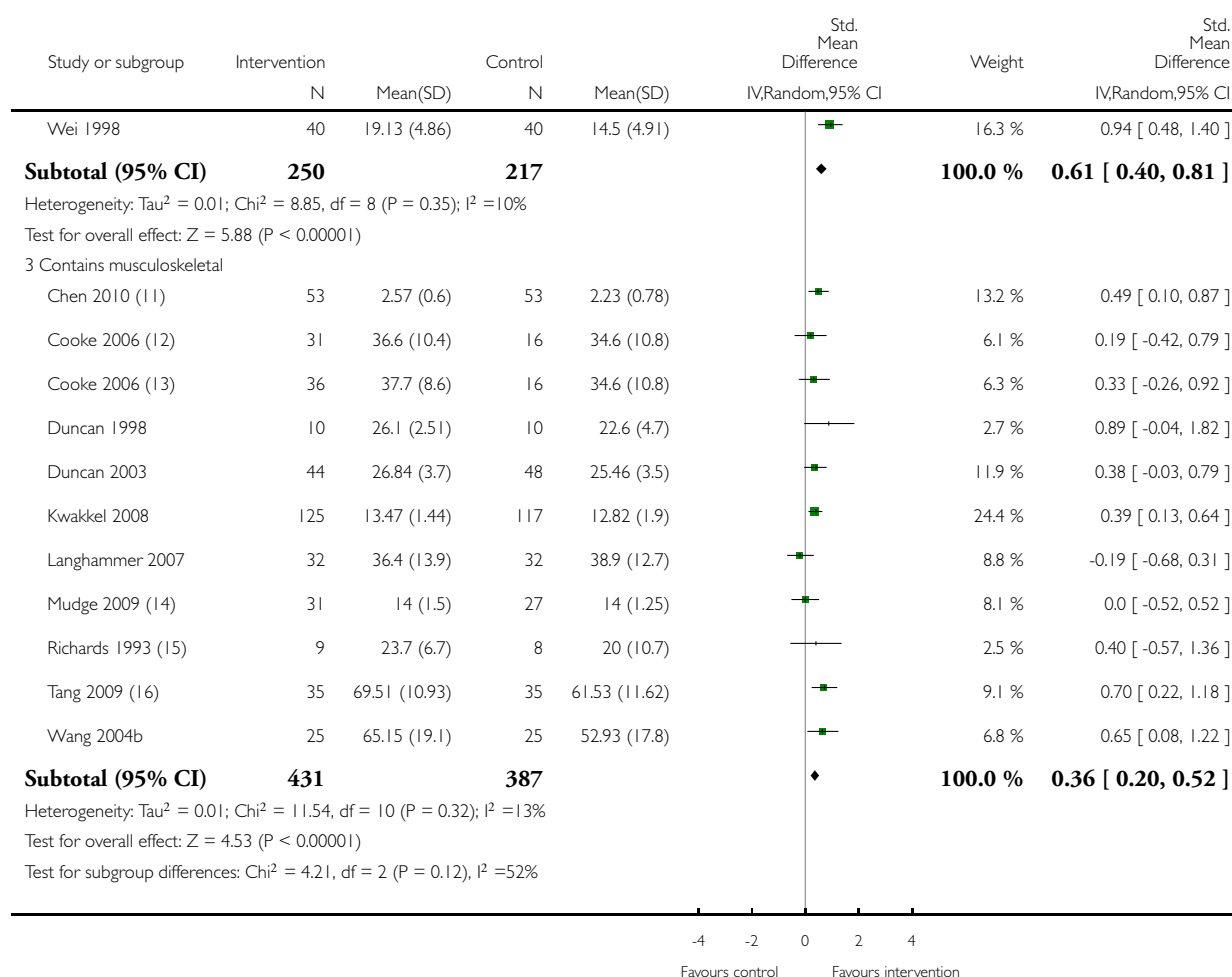 Study or subgroup Intervention Control Std. Mean Difference Weight Std. Mean Difference
N Mean(SD) N Mean(SD) IV,Random,95% CI IV,Random,95% CI
Wei 1998 40 19.13 (4.86) 40 14.5 (4.91) 16.3 % 0.94 [ 0.48, 1.40 ]
Subtotal (95% CI) 250 217 100.0 % 0.61 [ 0.40, 0.81 ]
Heterogeneity: Tau² = 0.01; Chi² = 8.85, df = 8 (P = 0.35); I² =10%
Test for overall effect: Z = 5.88 (P < 0.00001)
3 Contains musculoskeletal
Chen 2010 (11) 53 2.57 (0.6) 53 2.23 (0.78) 13.2 % 0.49 [ 0.10, 0.87 ]
Cooke 2006 (12) 31 36.6 (10.4) 16 34.6 (10.8) 6.1 % 0.19 [ -0.42, 0.79 ]
Cooke 2006 (13) 36 37.7 (8.6) 16 34.6 (10.8) 6.3 % 0.33 [ -0.26, 0.92 ]
Duncan 1998 10 26.1 (2.51) 10 22.6 (4.7) 2.7 % 0.89 [ -0.04, 1.82 ]
Duncan 2003 44 26.84 (3.7) 48 25.46 (3.5) 11.9 % 0.38 [ -0.03, 0.79 ]
Kwakkel 2008 125 13.47 (1.44) 117 12.82 (1.9) 24.4 % 0.39 [ 0.13, 0.64 ]
Langhammer 2007 32 36.4 (13.9) 32 38.9 (12.7) 8.8 % -0.19 [ -0.68, 0.31 ]
Mudge 2009 (14) 31 14 (1.5) 27 14 (1.25) 8.1 % 0.0 [ -0.52, 0.52 ]
Richards 1993 (15) 9 23.7 (6.7) 8 20 (10.7) 2.5 % 0.40 [ -0.57, 1.36 ]
Tang 2009 (16) 35 69.51 (10.93) 35 61.53 (11.62) 9.1 % 0.70 [ 0.22, 1.18 ]
Wang 2004b 25 65.15 (19.1) 25 52.93 (17.8) 6.8 % 0.65 [ 0.08, 1.22 ]
Subtotal (95% CI) 431 387 100.0 % 0.36 [ 0.20, 0.52 ]
Heterogeneity: Tau² = 0.01; Chi² = 11.54, df = 10 (P = 0.32); I² =13%
Test for overall effect: Z = 4.53 (P < 0.00001)
Test for subgroup differences: Chi² = 4.21, df = 2 (P = 0.12), I² =52%
-4 -2 0 2 4
Favours control Favours intervention